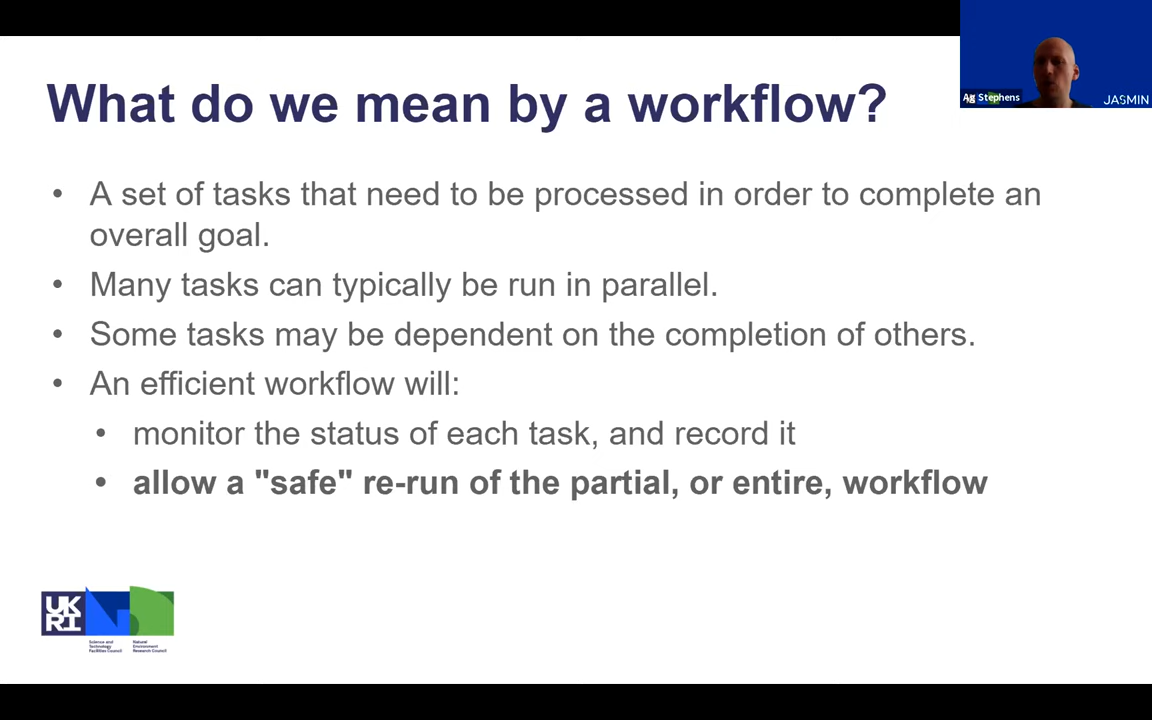 What do we mean by a workflow?
Ag Stephens
JASMIN
• A set of tasks that need to be processed in order to complete an
overall goal.
• Many tasks can typically be run in parallel.
• Some tasks may be dependent on the completion of others.
• An efficient workflow will:
• monitor the status of each task, and record it
• allow a "safe" re-run of the partial, or entire, workflow
UK
RI
Science and
Technology
Facilities Council
Natural
Environment
Research Council